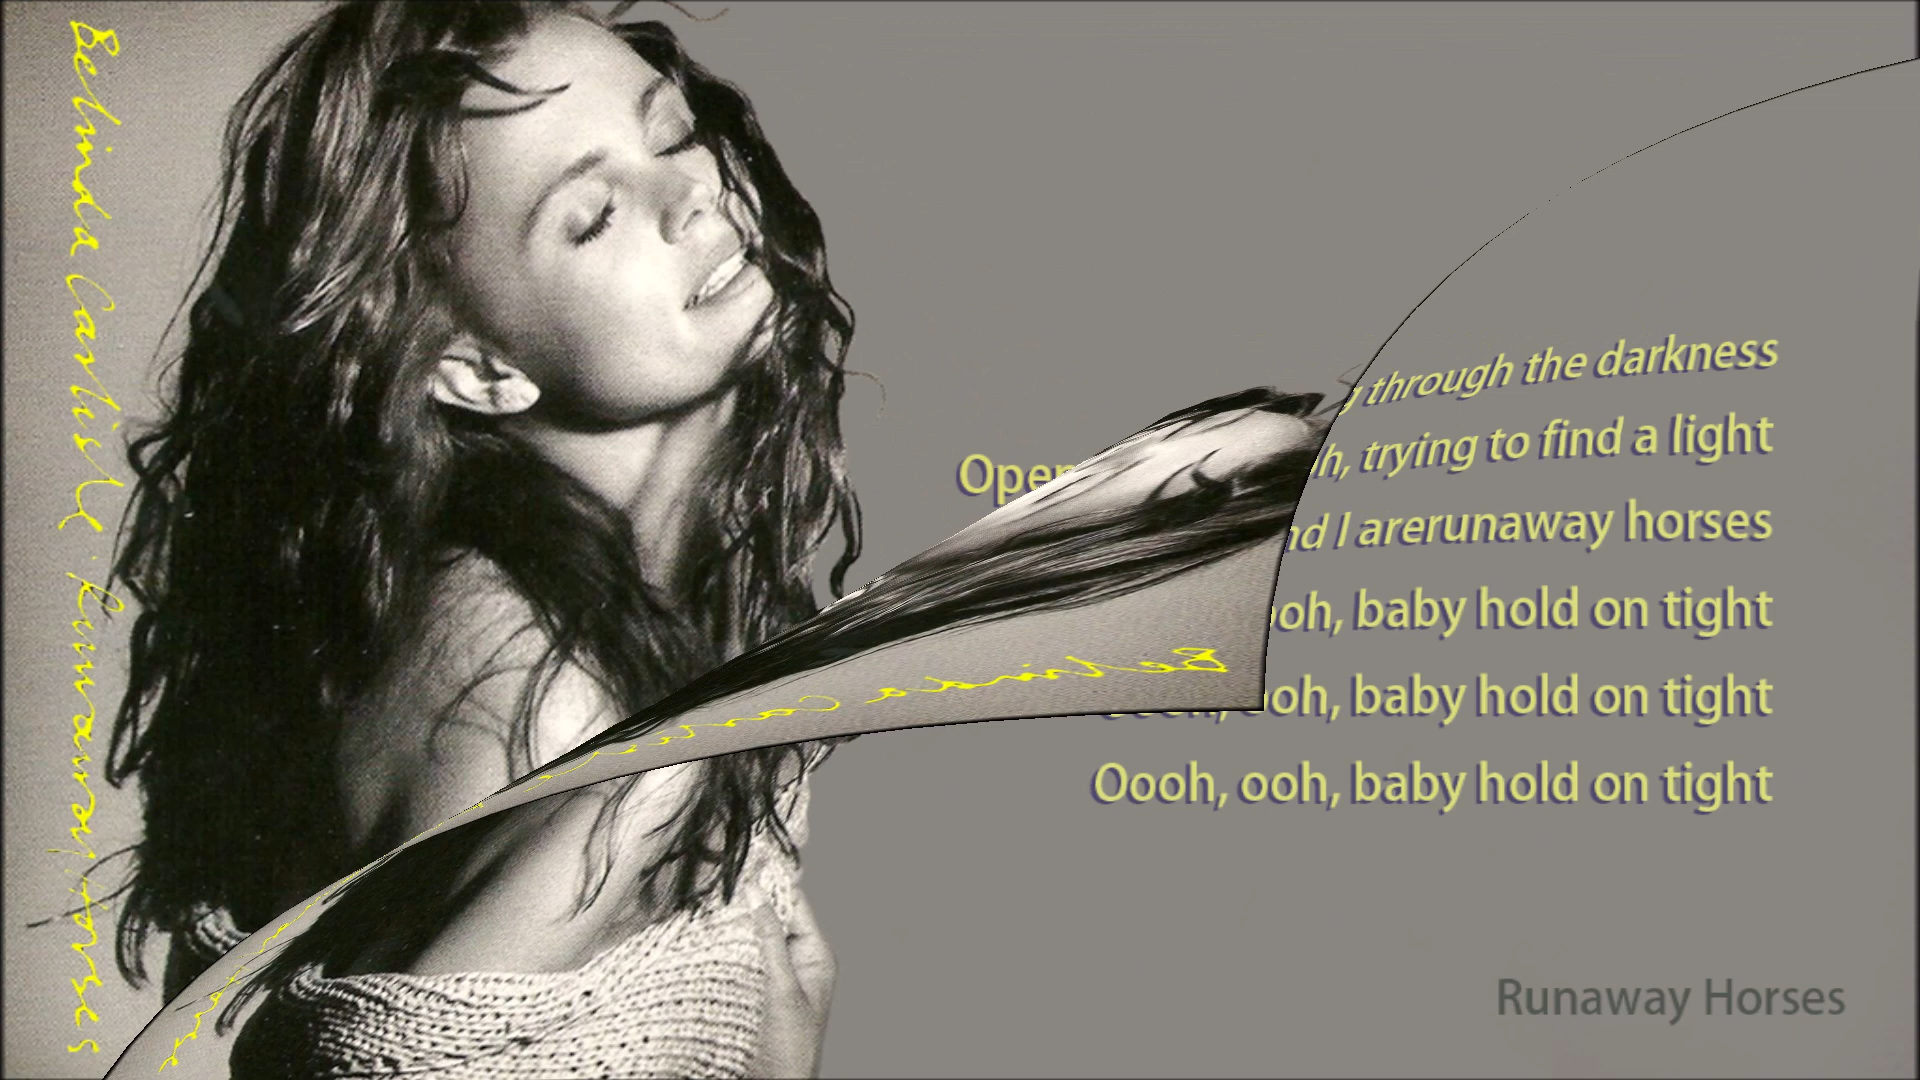 Belinda Carlisle . Runaway Horses
Open
through the darkness
trying to find a light
I arerunaway horses
ooh, baby hold on tight
ooh, baby hold on tight
Oooh, ooh, baby hold on tight
Belinda
Runaway Horses